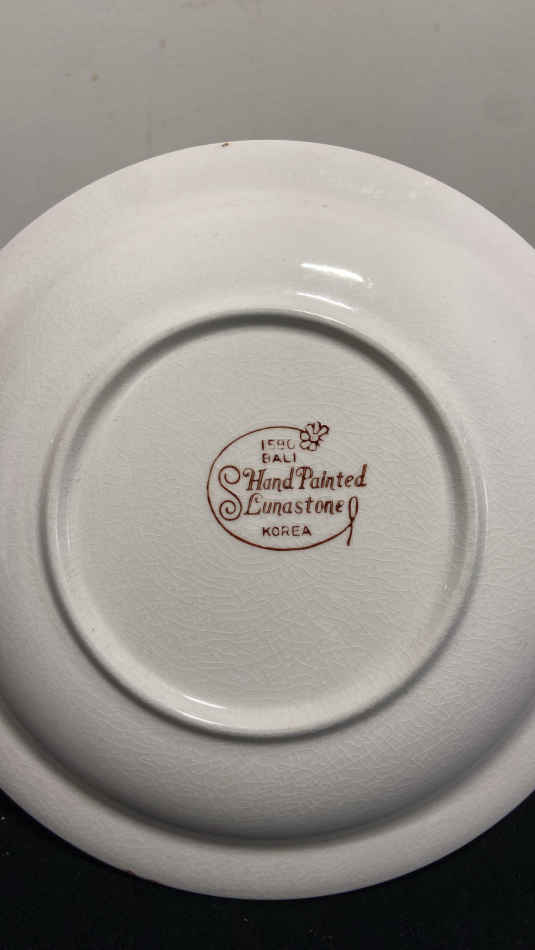 1590
BALI
S Hand Painted
Lunastone
KOREA